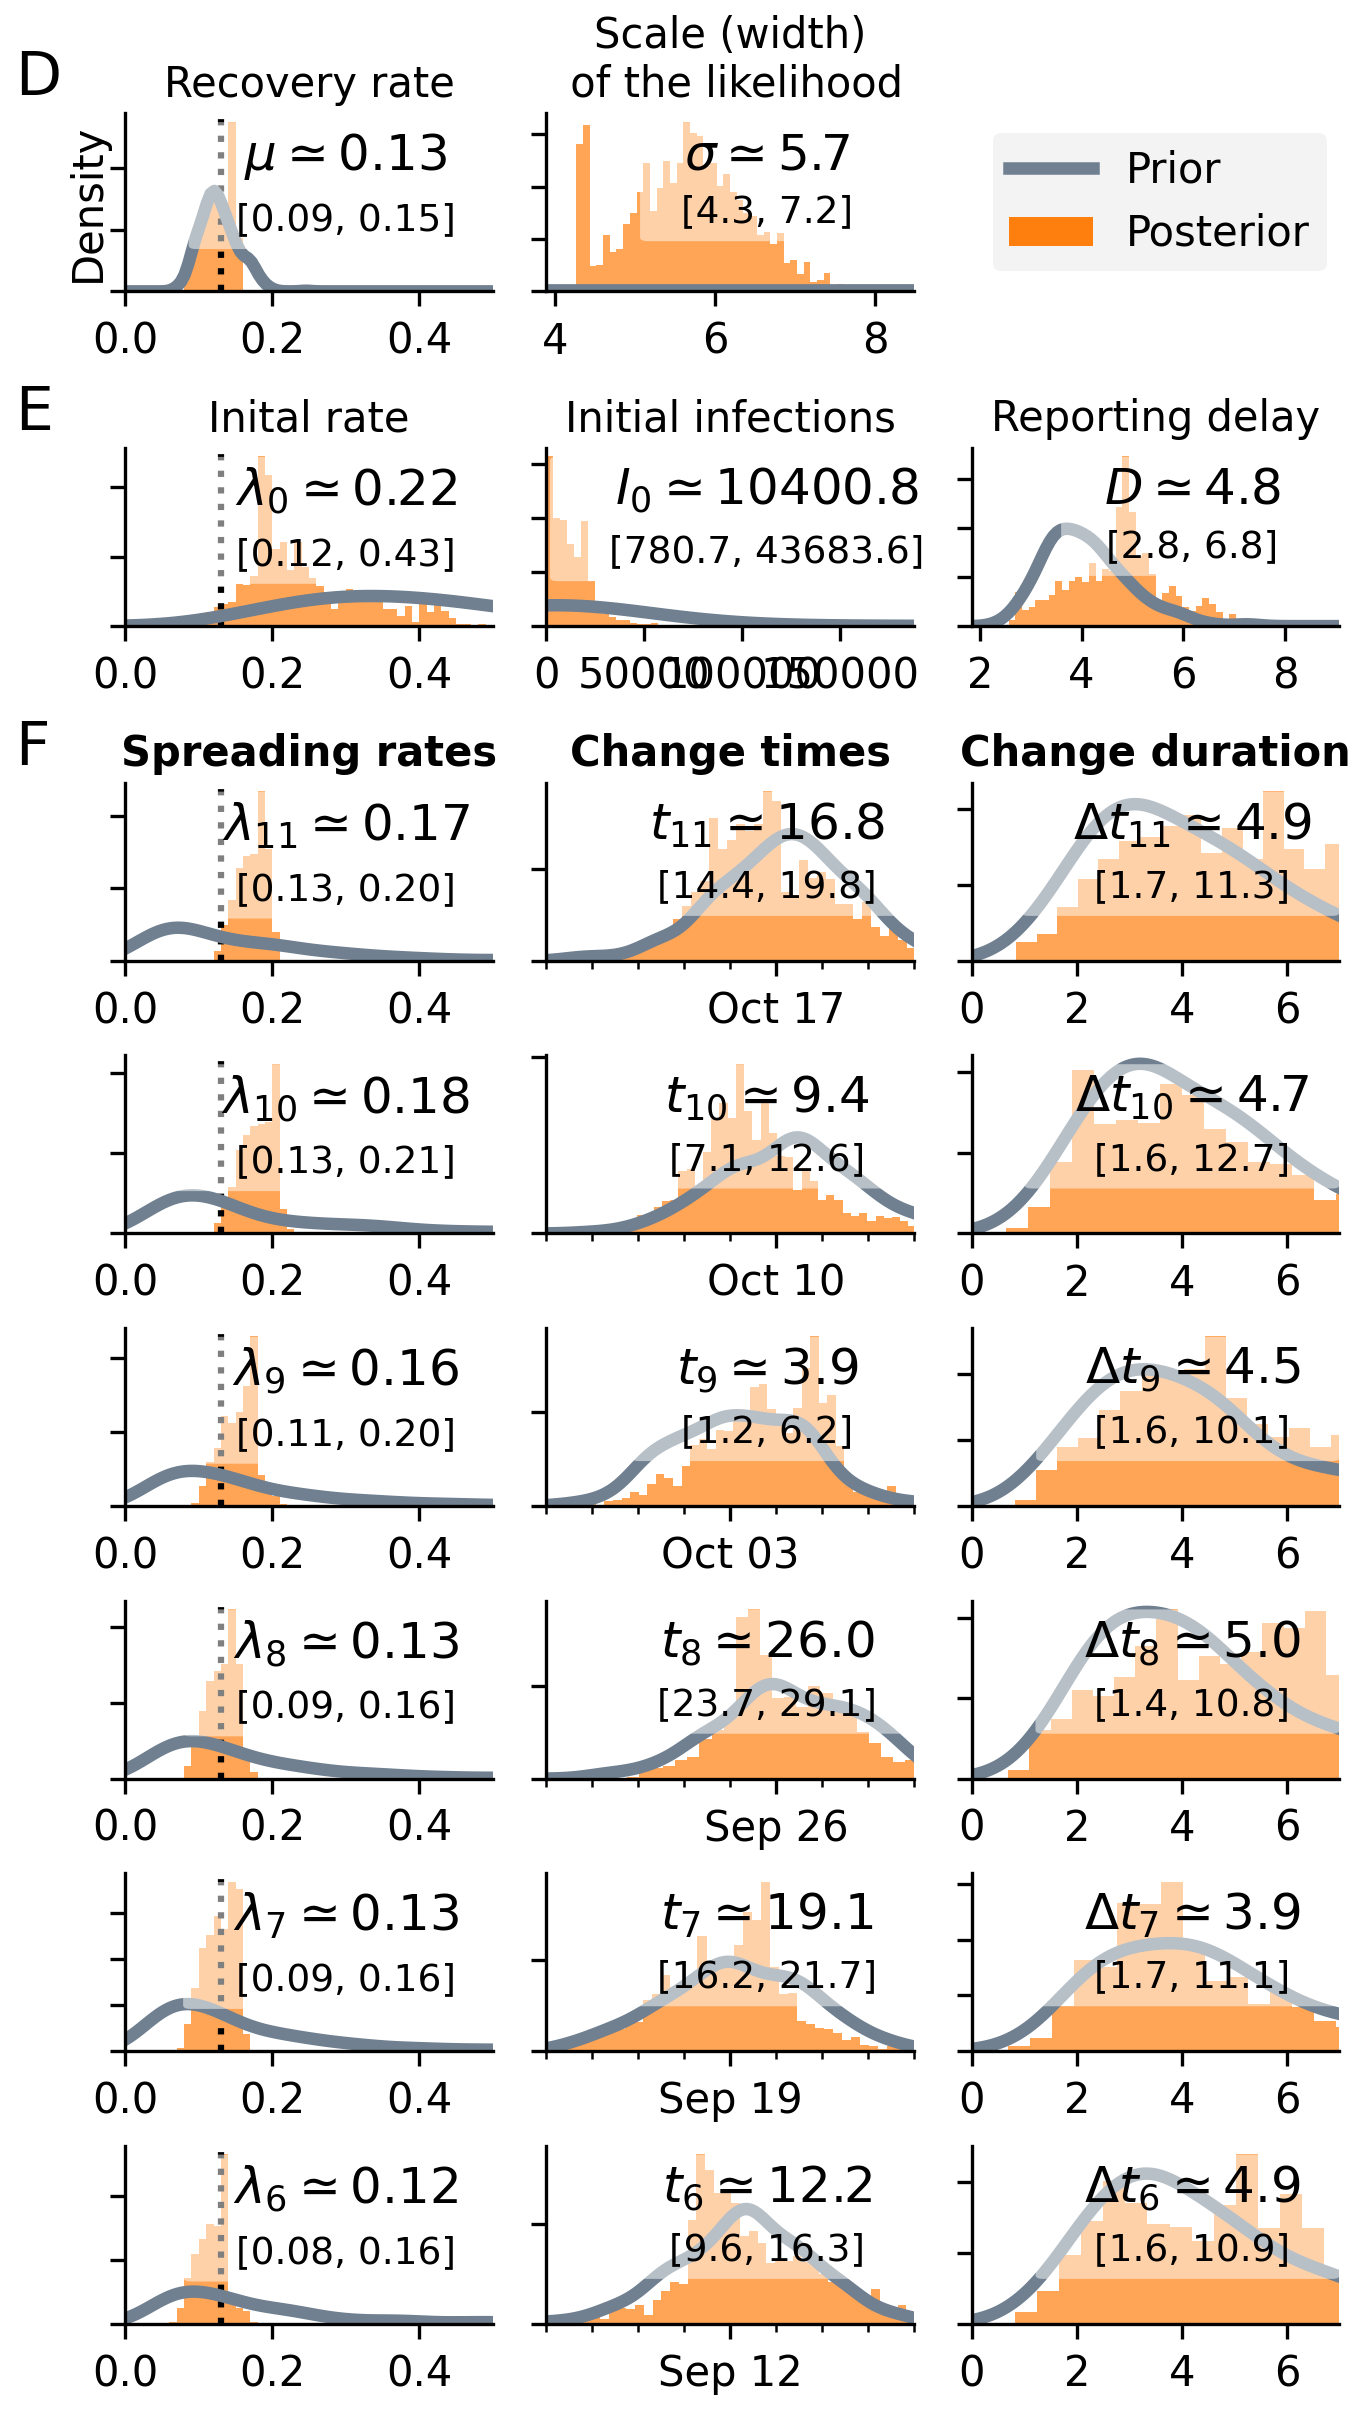 D
Recovery rate
Scale (width)
of the likelihood
Density
μ ≃ 0.13
[0.09, 0.15]
0.0 0.2 0.4
σ ≃ 5.7
[4.3, 7.2]
4 6 8
Prior
Posterior
E
Inital rate
λ0 ≃ 0.22
[0.12, 0.43]
0.0 0.2 0.4
Initial infections
I0 ≃ 10400.8
[780.7, 43683.6]
0 50000 100000 150000
Reporting delay
D ≃ 4.8
[2.8, 6.8]
2 4 6 8
F
Spreading rates
Change times
Change duration
λ11 ≃ 0.17
[0.13, 0.20]
0.0 0.2 0.4
t11 ≃ 16.8
[14.4, 19.8]
Oct 17
Δt11 ≃ 4.9
[1.7, 11.3]
0 2 4 6
λ10 ≃ 0.18
[0.13, 0.21]
0.0 0.2 0.4
t10 ≃ 9.4
[7.1, 12.6]
Oct 10
Δt10 ≃ 4.7
[1.6, 12.7]
0 2 4 6
λ9 ≃ 0.16
[0.11, 0.20]
0.0 0.2 0.4
t9 ≃ 3.9
[1.2, 6.2]
Oct 03
Δt9 ≃ 4.5
[1.6, 10.1]
0 2 4 6
λ8 ≃ 0.13
[0.09, 0.16]
0.0 0.2 0.4
t8 ≃ 26.0
[23.7, 29.1]
Sep 26
Δt8 ≃ 5.0
[1.4, 10.8]
0 2 4 6
λ7 ≃ 0.13
[0.09, 0.16]
0.0 0.2 0.4
t7 ≃ 19.1
[16.2, 21.7]
Sep 19
Δt7 ≃ 3.9
[1.7, 11.1]
0 2 4 6
λ6 ≃ 0.12
[0.08, 0.16]
0.0 0.2 0.4
t6 ≃ 12.2
[9.6, 16.3]
Sep 12
Δt6 ≃ 4.9
[1.6, 10.9]
0 2 4 6